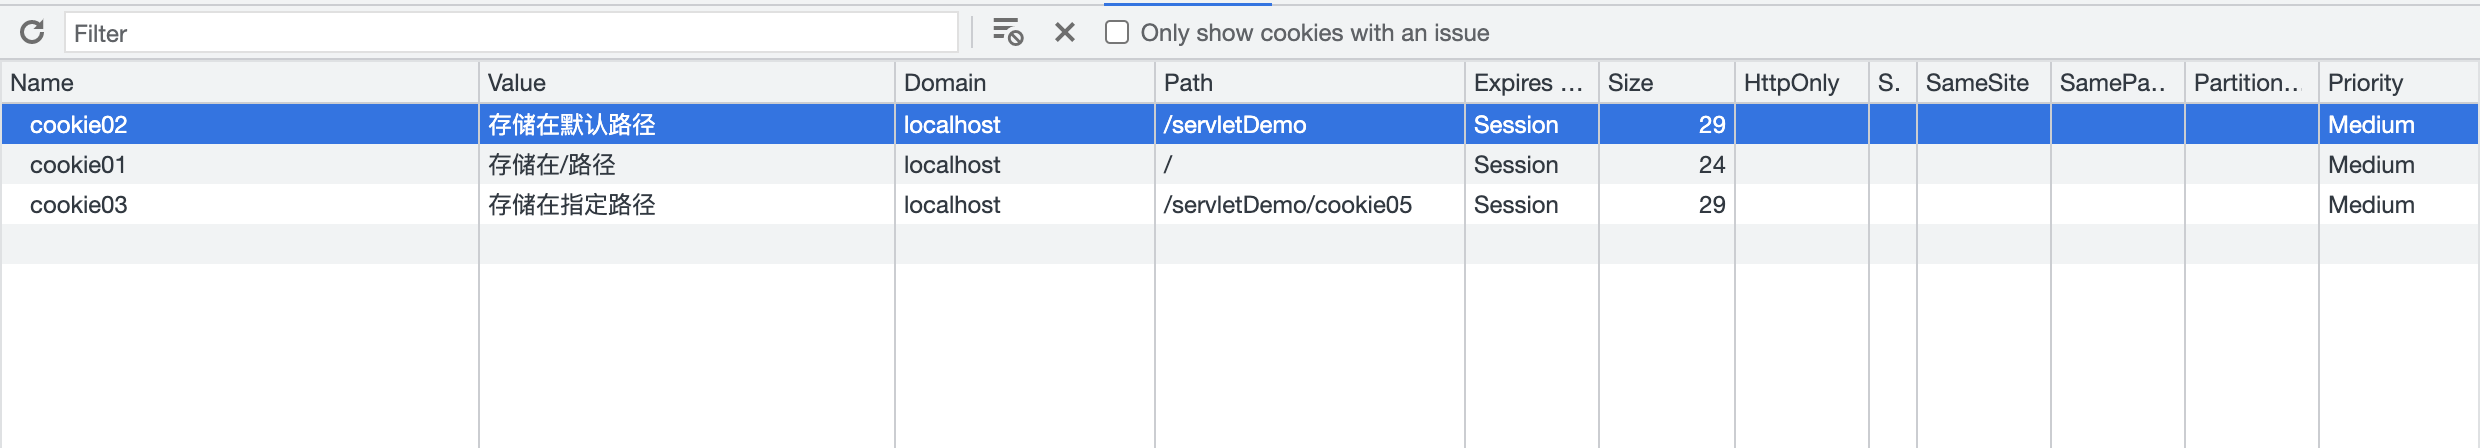 Filter Only show cookies with an issue
Name Value Domain Path Expires ... Size HttpOnly S. SameSite SamePa.. Partition... Priority
cookie02 存储在默认路径 localhost /servletDemo Session 29 Medium
cookie01 存储在/路径 localhost / Session 24 Medium
cookie03 存储在指定路径 localhost /servletDemo/cookie05 Session 29 Medium